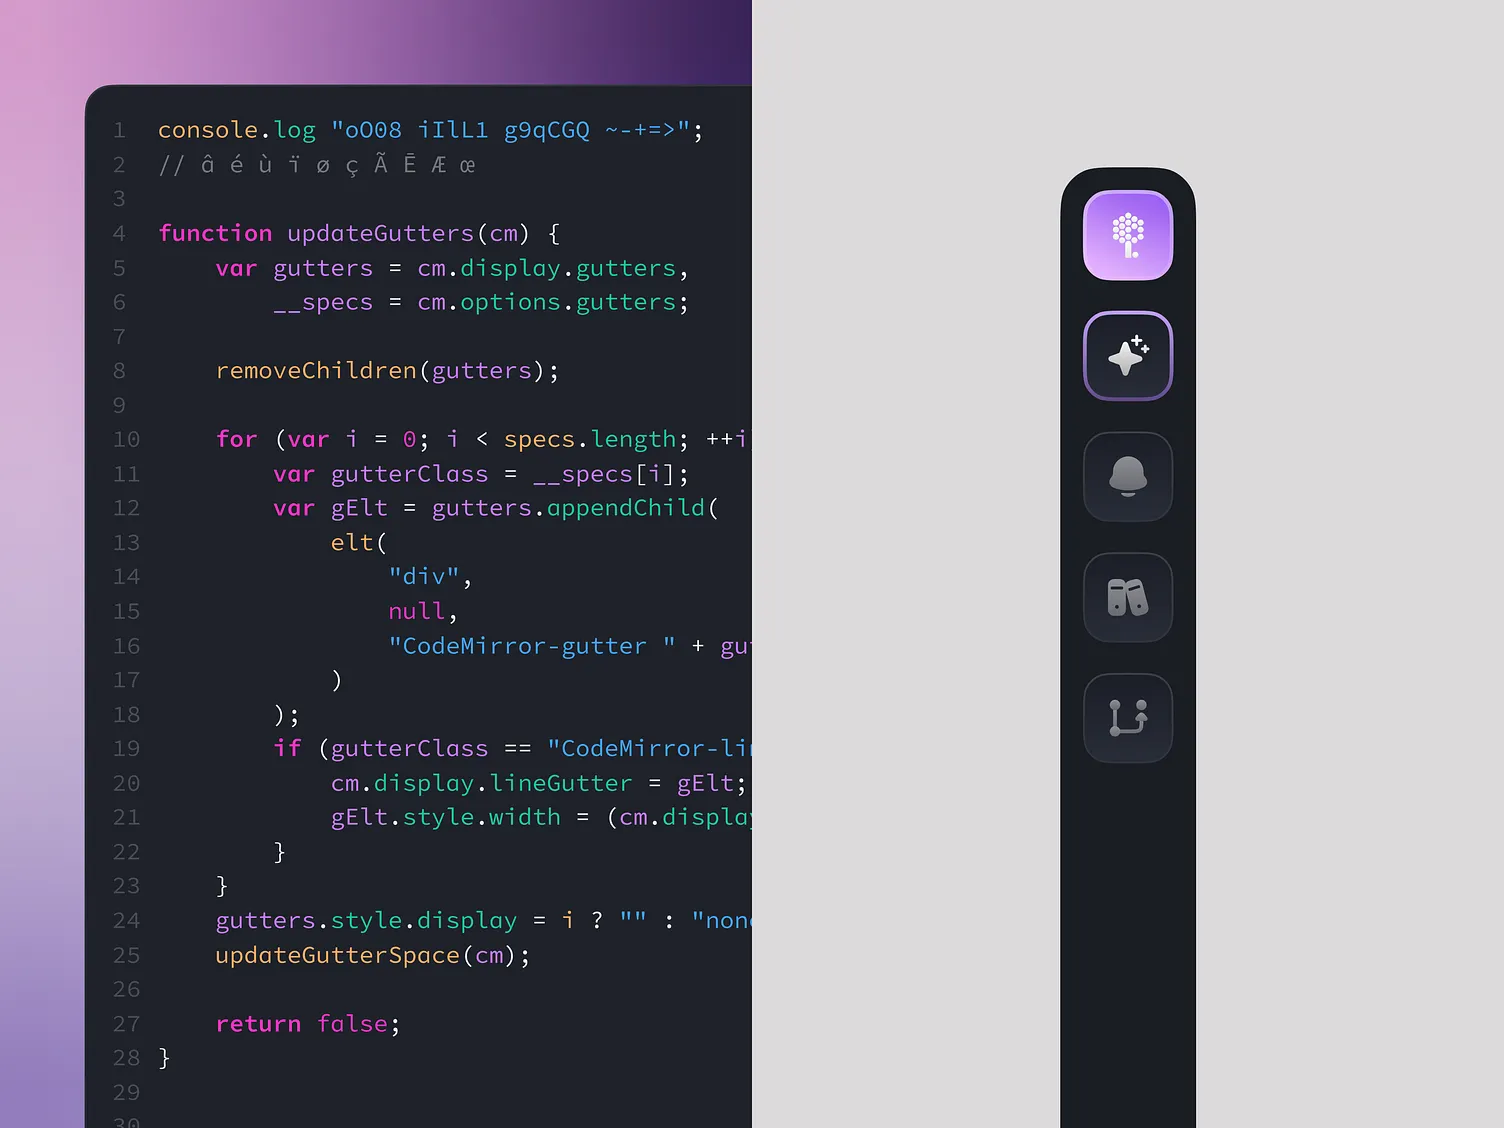 1 console.log "oO08 iIlL1 g9qCGQ ~-+=>";
2 // â é ù ï ø ç Ã Ē Æ œ
3
4 function updateGutters(cm) {
5 var gutters = cm.display.gutters,
6 __specs = cm.options.gutters;
7
8 removeChildren(gutters);
9
10 for (var i = 0; i < specs.length; ++i
11 var gutterClass = __specs[i];
12 var gElt = gutters.appendChild(
13 elt(
14 "div",
15 null,
16 "CodeMirror-gutter " + gu
17 )
18 );
19 if (gutterClass == "CodeMirror-li
20 cm.display.lineGutter = gElt;
21 gElt.style.width = (cm.display
22 }
23 }
24 gutters.style.display = i ? "" : "non
25 updateGutterSpace(cm);
26
27 return false;
28 }
29
30